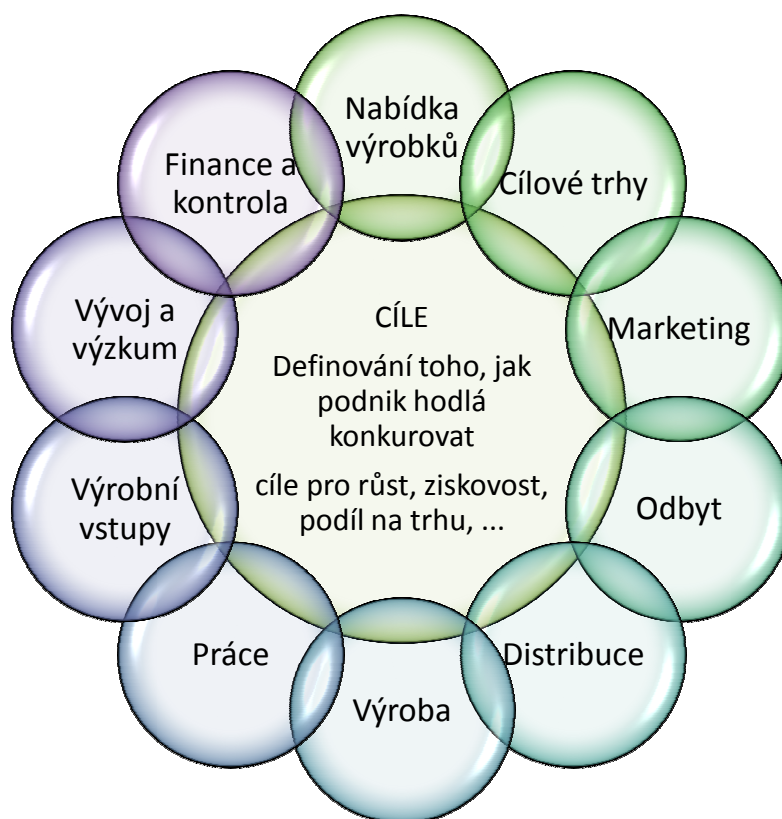 Nabídka
výrobků
Cílové trhy
Marketing
Odbyt
Distribuce
Výroba
Práce
Výrobní
vstupy
Vývoj a
výzkum
Finance a
kontrola
CÍLE
Definování toho, jak
podnik hodlá
konkurovat
cíle pro růst, ziskovost,
podíl na trhu, ...